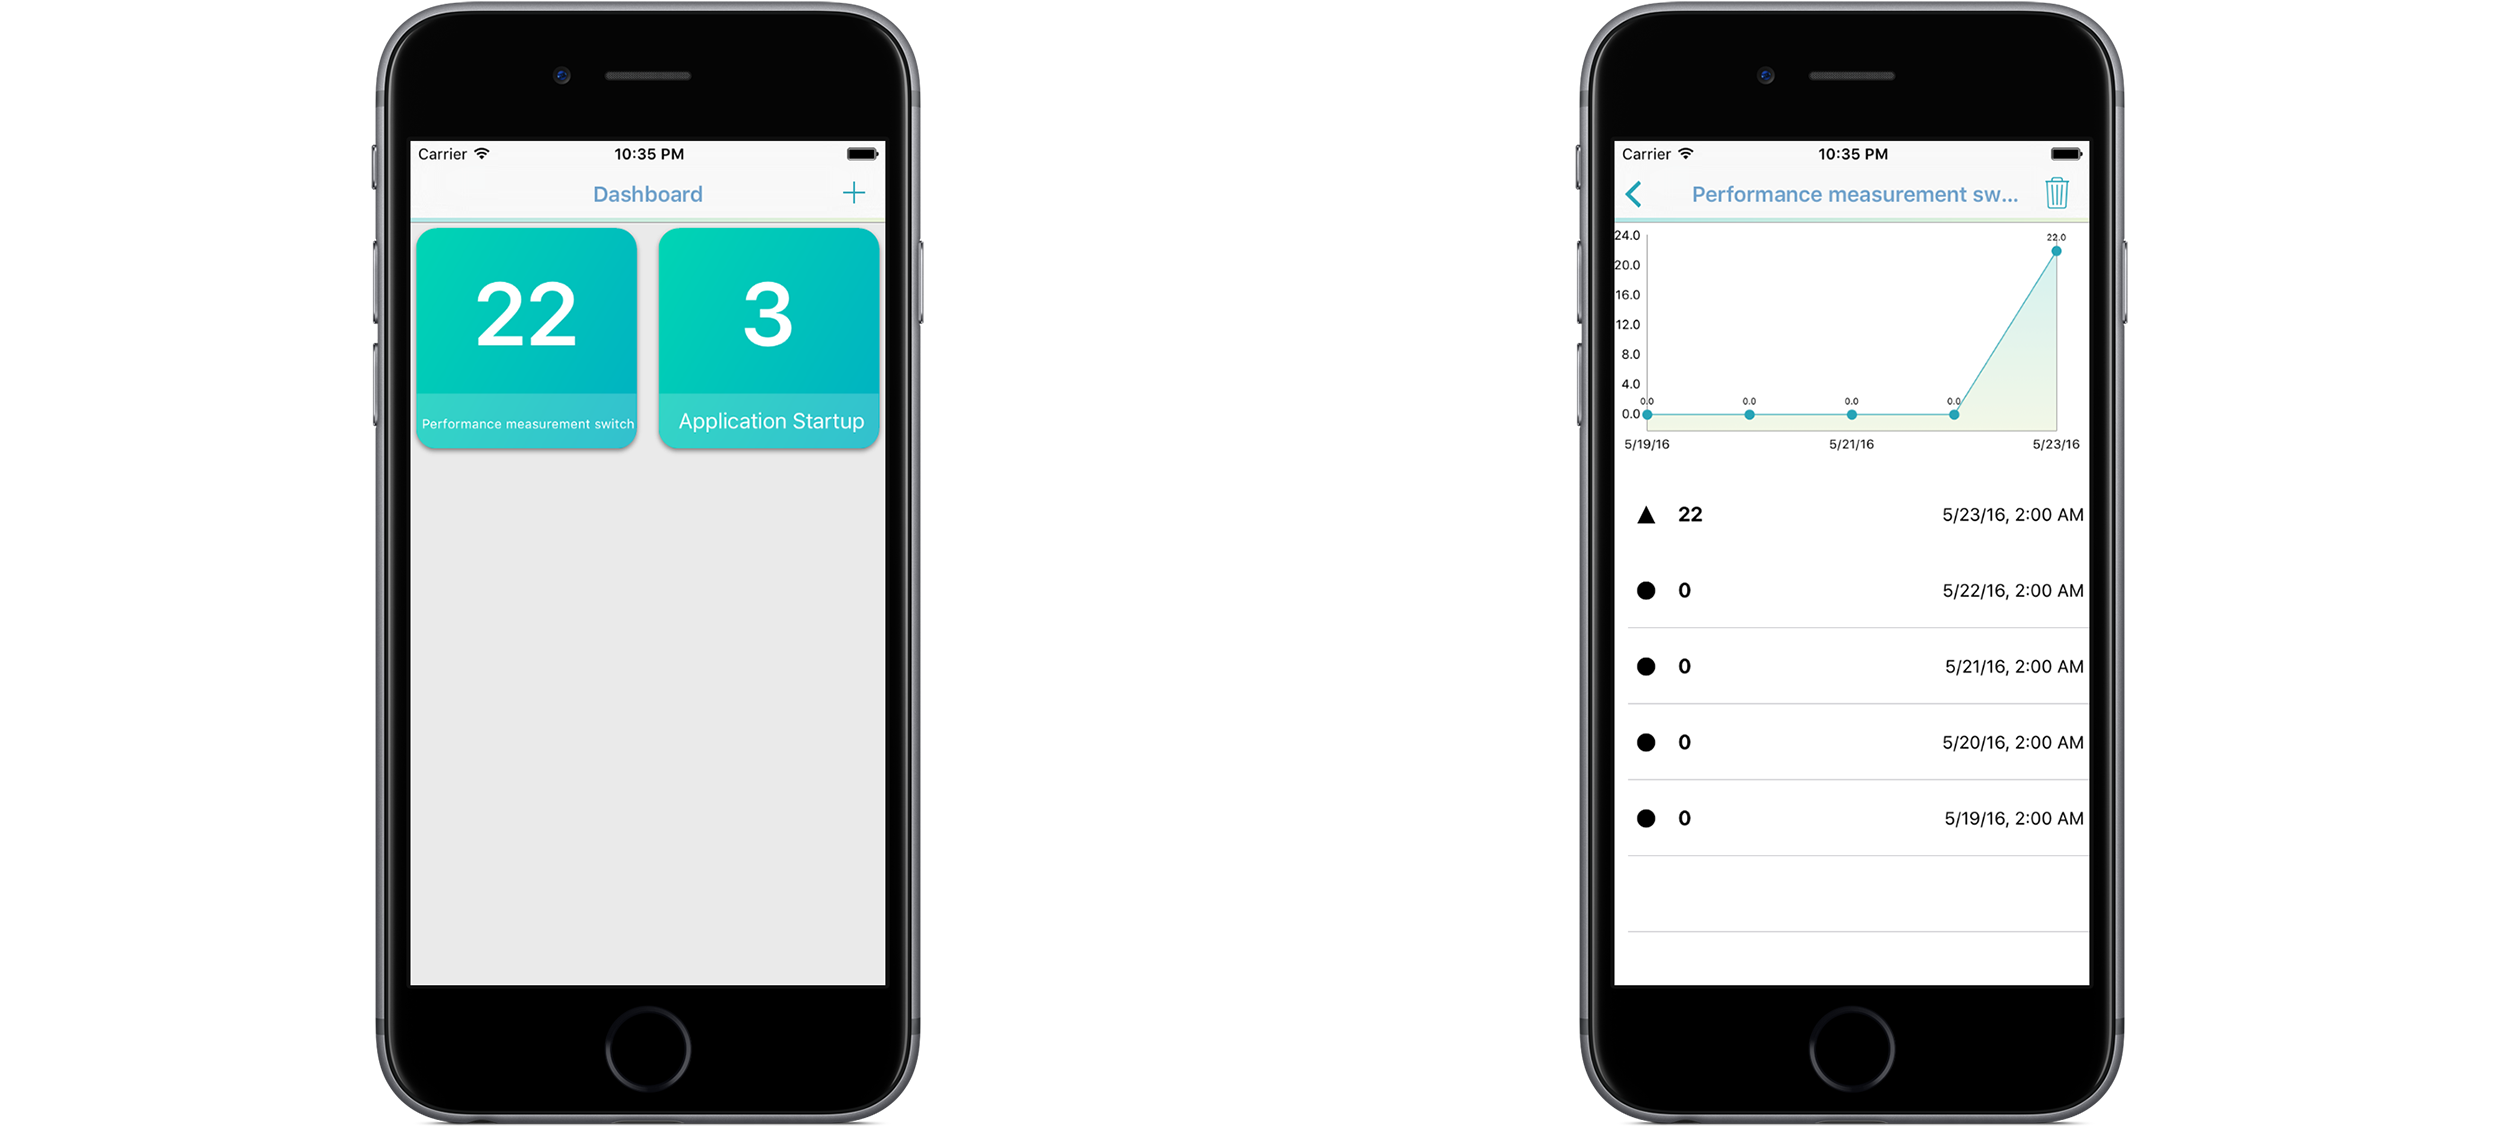 Carrier 10:35 PM
Dashboard
22
3
Performance measurement switch
Application Startup
Carrier 10:35 PM
Performance measurement sw...
24.0
22.0
20.0
16.0
12.0
8.0
4.0
0.0 0.0 0.0 0.0
0.0
5/19/16 5/21/16 5/23/16
22 5/23/16, 2:00 AM
0 5/22/16, 2:00 AM
0 5/21/16, 2:00 AM
0 5/20/16, 2:00 AM
0 5/19/16, 2:00 AM